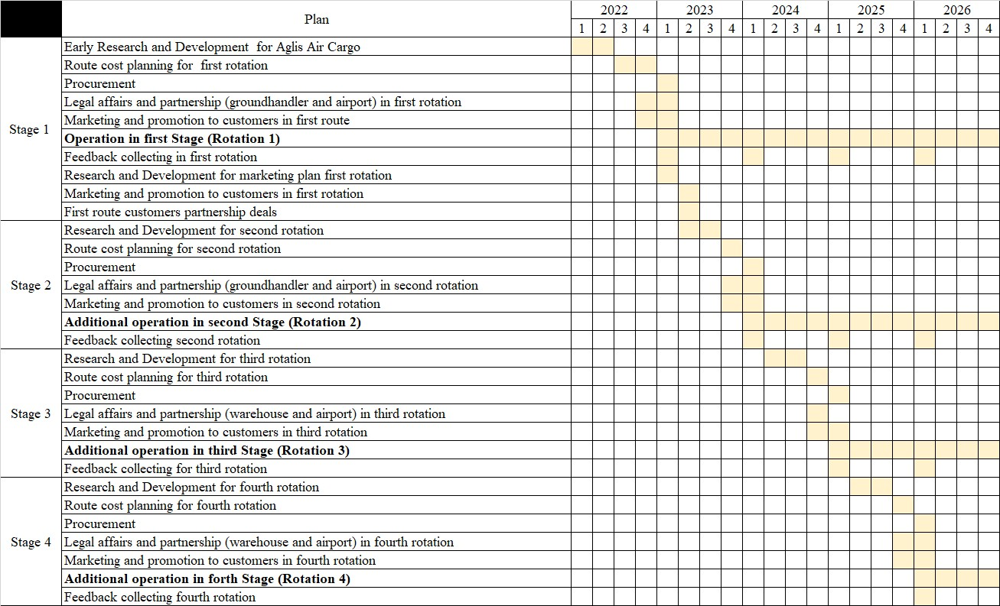 Plan 2022 2023 2024 2025 2026
1 2 3 4 1 2 3 4 1 2 3 4 1 2 3 4 1 2 3 4
Stage 1
Early Research and Development for Aglis Air Cargo
Route cost planning for first rotation
Procurement
Legal affairs and partnership (groundhandler and airport) in first rotation
Marketing and promotion to customers in first route
Operation in first Stage (Rotation 1)
Feedback collecting in first rotation
Research and Development for marketing plan first rotation
Marketing and promotion to customers in first rotation
First route customers partnership deals
Stage 2
Research and Development for second rotation
Route cost planning for second rotation
Procurement
Legal affairs and partnership (groundhandler and airport) in second rotation
Marketing and promotion to customers in second rotation
Additional operation in second Stage (Rotation 2)
Feedback collecting second rotation
Stage 3
Research and Development for third rotation
Route cost planning for third rotation
Procurement
Legal affairs and partnership (warehouse and airport) in third rotation
Marketing and promotion to customers in third rotation
Additional operation in third Stage (Rotation 3)
Feedback collecting for third rotation
Stage 4
Research and Development for fourth rotation
Route cost planning for fourth rotation
Procurement
Legal affairs and partnership (warehouse and airport) in fourth rotation
Marketing and promotion to customers in fourth rotation
Additional operation in forth Stage (Rotation 4)
Feedback collecting fourth rotation